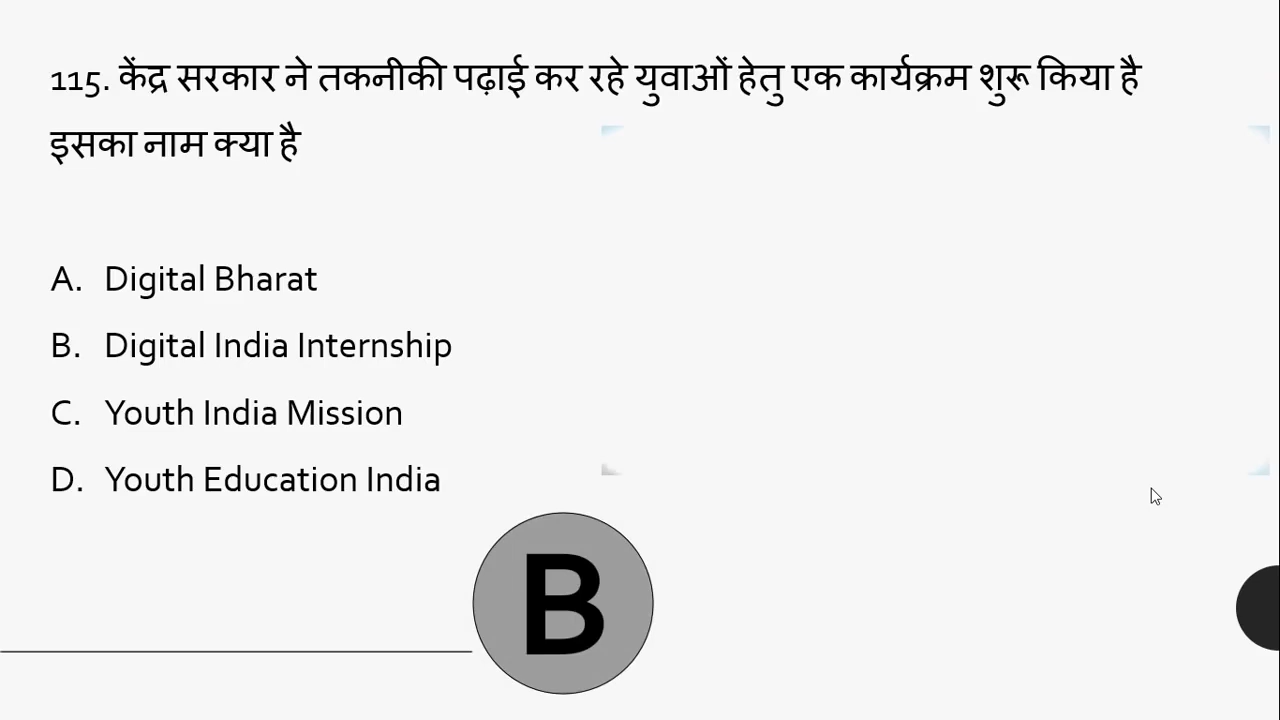 115. केंद्र सरकार ने तकनीकी पढ़ाई कर रहे युवाओं हेतु एक कार्यक्रम शुरू किया है
इसका नाम क्या है
A. Digital Bharat
B. Digital India Internship
C. Youth India Mission
D. Youth Education India
B